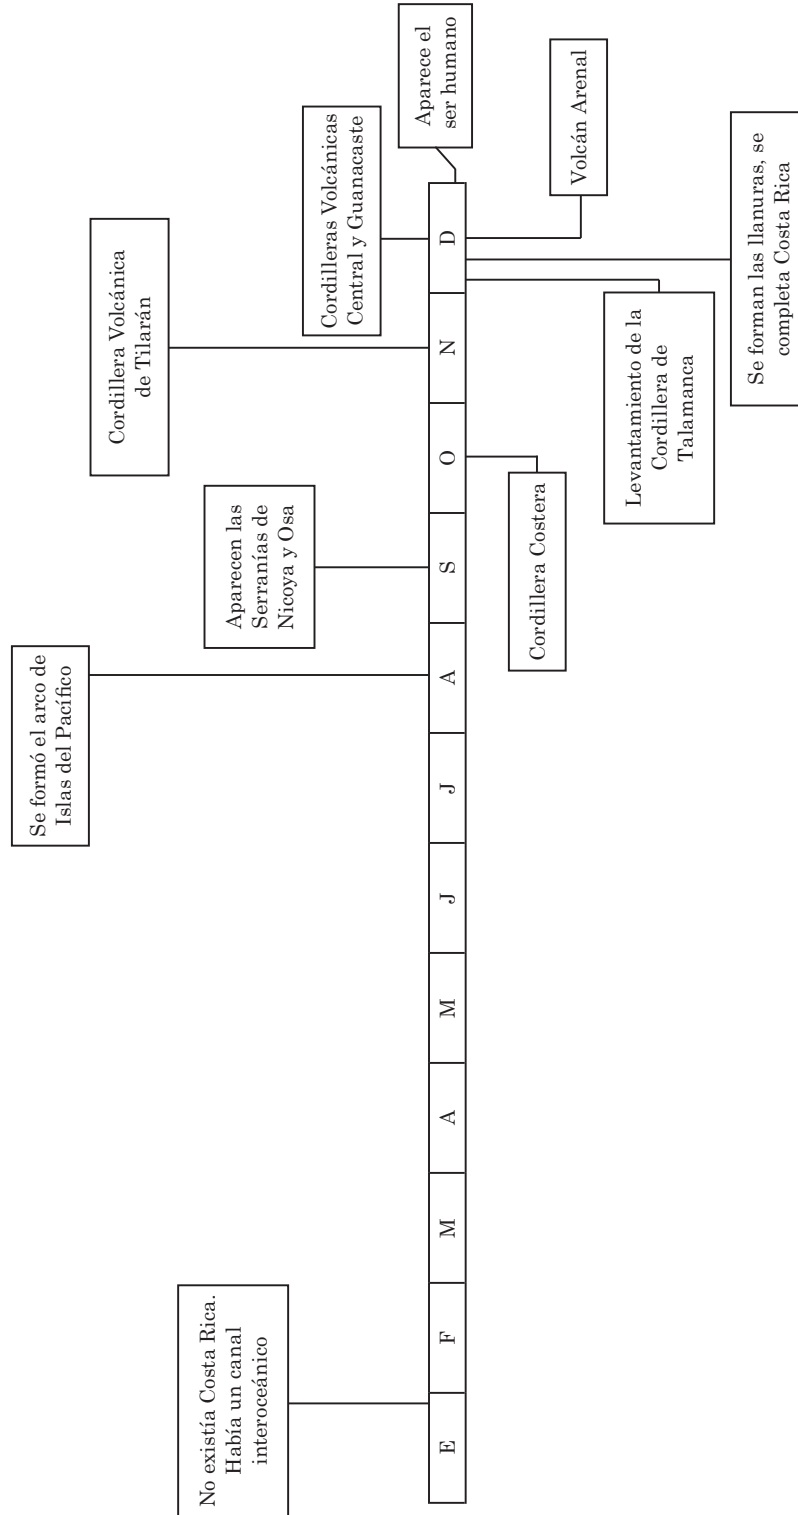 No existía Costa Rica.
Había un canal
interoceánico
Se formó el arco de
Islas del Pacífico
Aparecen las
Serranías de
Nicoya y Osa
Cordillera Volcánica
de Tilarán
Cordilleras Volcánicas
Central y Guanacaste
Aparece el
ser humano
E F M A M J J A S O N D
Cordillera Costera
Levantamiento de la
Cordillera de
Talamanca
Se forman las llanuras, se
completa Costa Rica
Volcán Arenal